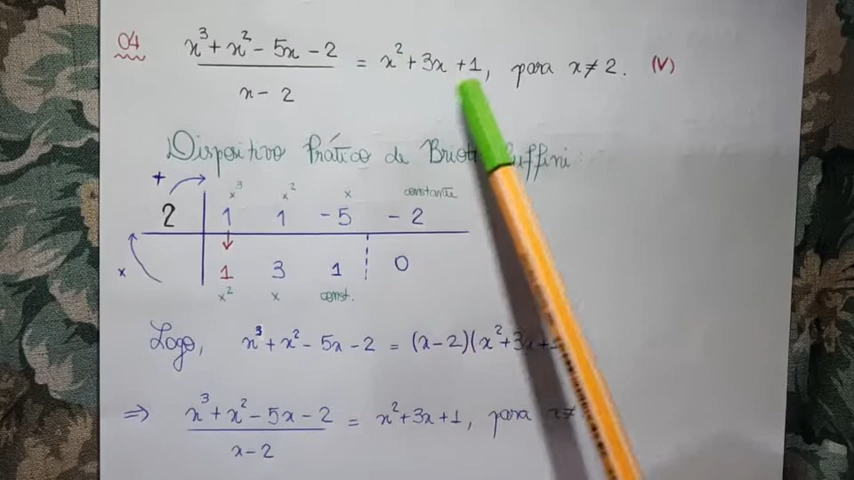 04 x³ + x² - 5x - 2 / x - 2 = x² + 3x + 1, para x ≠ 2. (V)
Dispositivo Prático de Briot Ruffini
+ x³ x² x constante
2 1 1 -5 -2
x 1 3 1 0
x² x const.
Logo, x³ + x² - 5x - 2 = (x-2)(x² + 3x +
⇒ x³ + x² - 5x - 2 / x - 2 = x² + 3x + 1, para x ≠